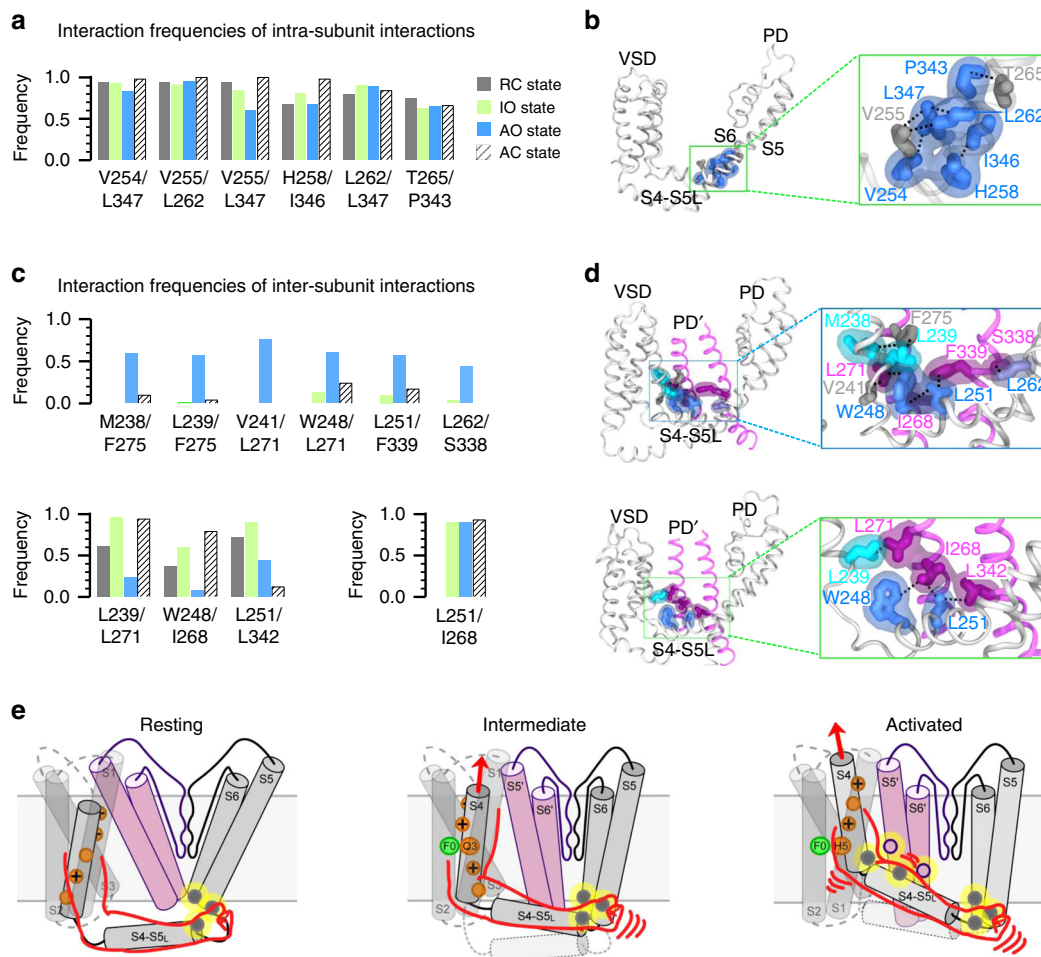 a
Interaction frequencies of intra-subunit interactions
Frequency
1.0
0.5
0.0
V254/
L347
V255/
L262
V255/
L347
H258/
I346
L262/
L347
T265/
P343
RC state
IO state
AO state
AC state
b
VSD
PD
S6
S5
S4-S5L
P343
T265
L347
V255
L262
I346
V254
H258
c
Interaction frequencies of inter-subunit interactions
Frequency
1.0
0.5
0.0
M238/
F275
L239/
F275
V241/
L271
W248/
L271
L251/
F339
L262/
S338
Frequency
1.0
0.5
0.0
L239/
L271
W248/
I268
L251/
L342
Frequency
1.0
0.5
0.0
L251/
I268
d
VSD
PD
PD′
S4-S5L
M238
F275
L239
S338
F339
L271
V241
L262
W248
L251
I268
VSD
PD
PD′
S4-S5L
L271
I268
L239
L342
W248
L251
e
Resting
S1
S5
S6
+
+
+
S3
S2
S4-S5L
Intermediate
S1
S4
S5'
S5
S6'
S6
+
+
F0
Q3
+
S3
S2
S4-S5L
Activated
S4
S5'
S5
S6'
S6
+
+
F0
H5
S2
S1
S4-S5L